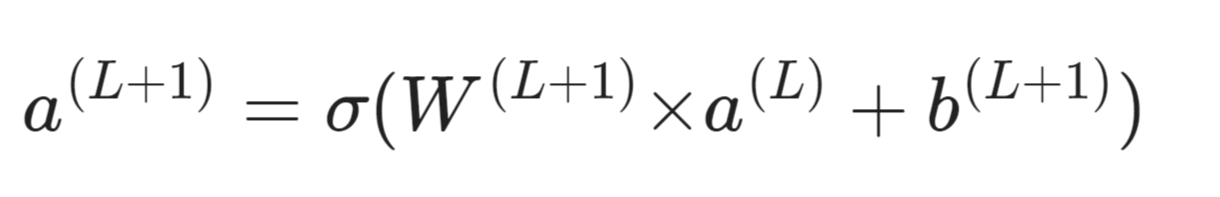 a^{(L+1)} = σ(W^{(L+1)} × a^{(L)} + b^{(L+1)})